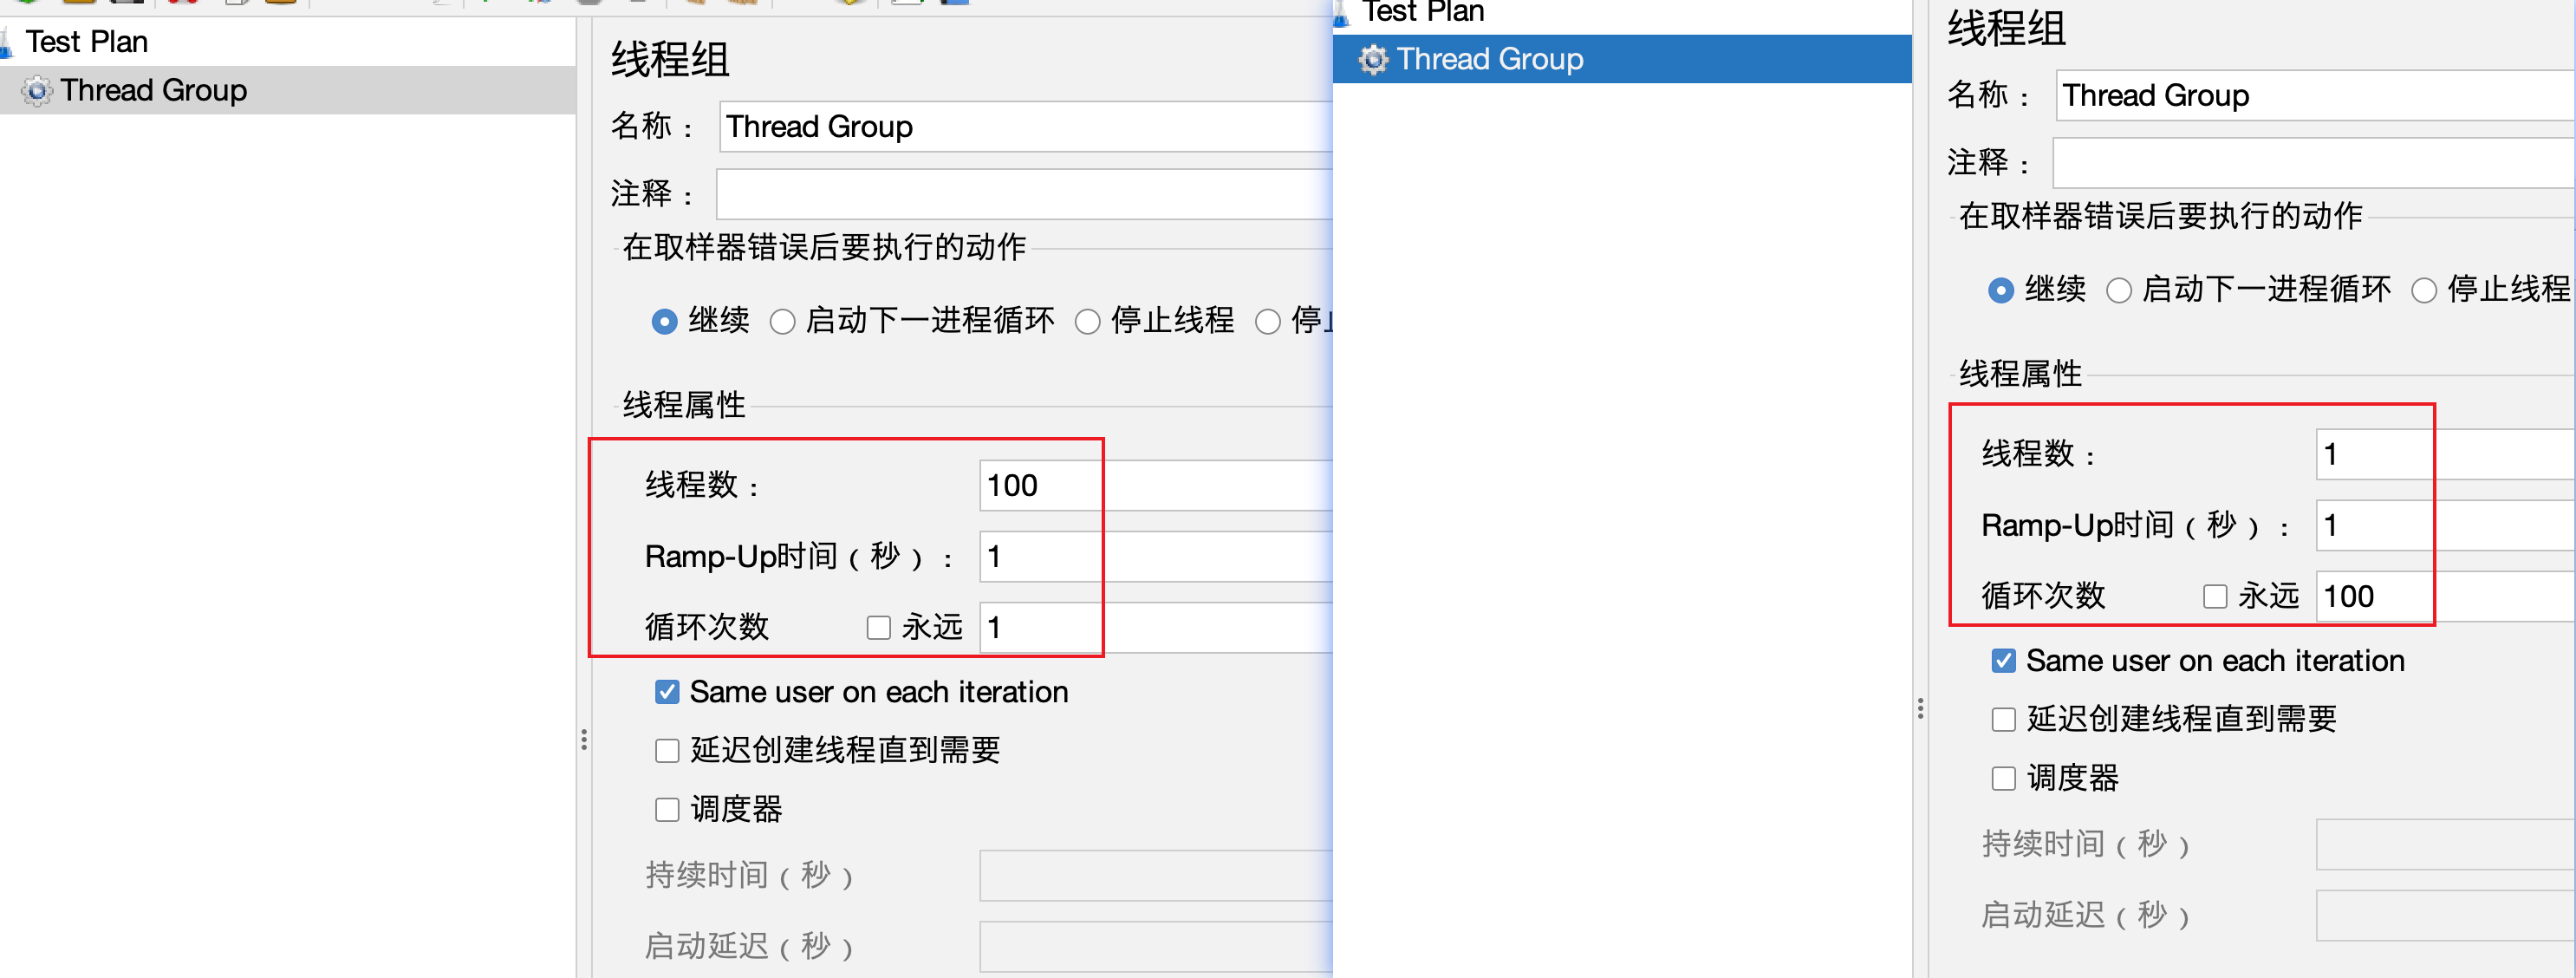 Test Plan
Thread Group
线程组
名称： Thread Group
注释：
在取样器错误后要执行的动作
继续 启动下一进程循环 停止线程
线程属性
线程数： 100
Ramp-Up时间（秒）： 1
循环次数 永远 1
Same user on each iteration
延迟创建线程直到需要
调度器
持续时间（秒）
启动延迟（秒）
Test Plan
Thread Group
线程组
名称： Thread Group
注释：
在取样器错误后要执行的动作
继续 启动下一进程循环 停止线程
线程属性
线程数： 1
Ramp-Up时间（秒）： 1
循环次数 永远 100
Same user on each iteration
延迟创建线程直到需要
调度器
持续时间（秒）
启动延迟（秒）